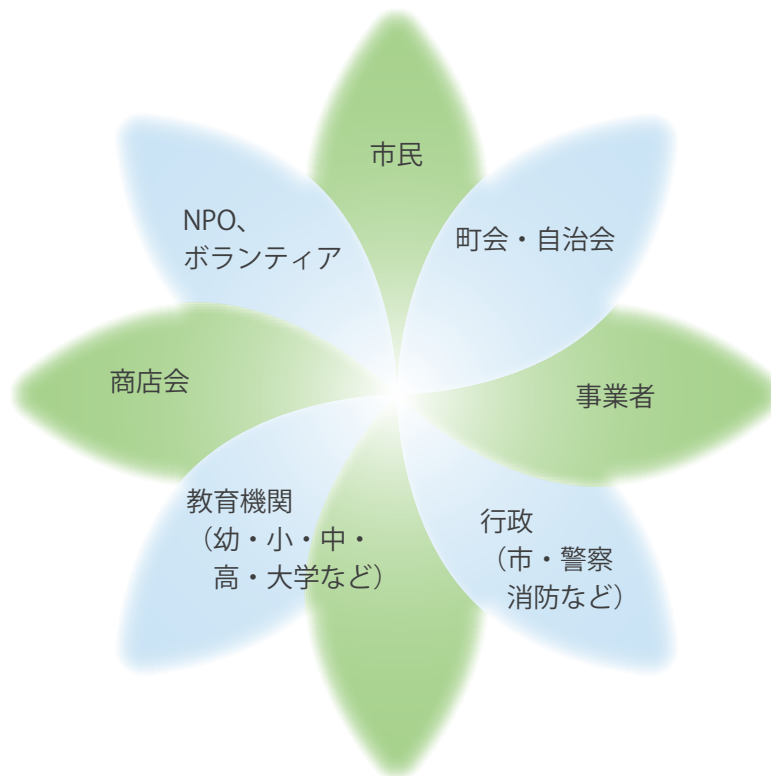 市民
NPO、
ボランティア
町会・自治会
商店会
事業者
教育機関
（幼・小・中・
高・大学など）
行政
（市・警察
消防など）